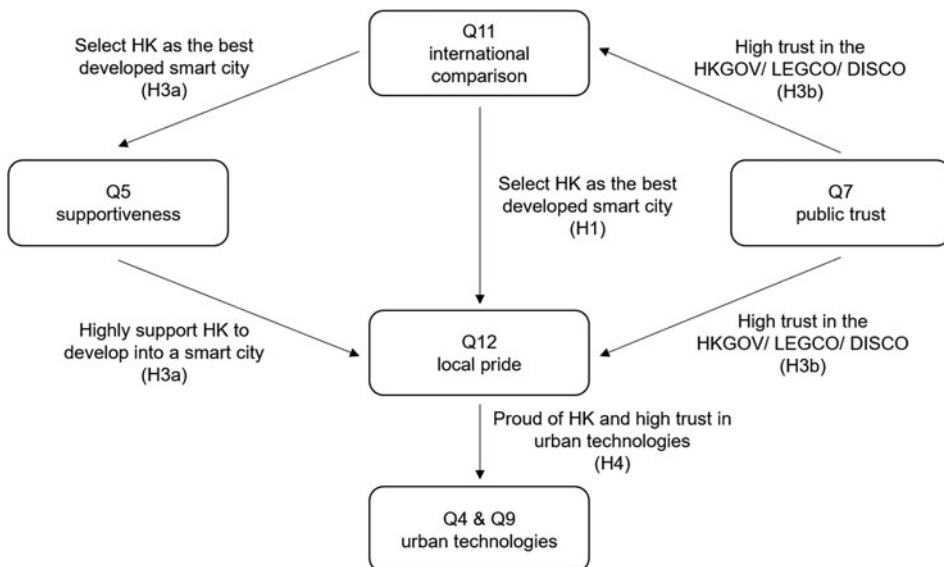 Q11
international
comparison
Select HK as the best
developed smart city
(H3a)
High trust in the
HKGOV/ LEGCO/ DISCO
(H3b)
Q5
supportiveness
Select HK as the best
developed smart city
(H1)
Q7
public trust
Highly support HK to
develop into a smart city
(H3a)
Q12
local pride
High trust in the
HKGOV/ LEGCO/ DISCO
(H3b)
Proud of HK and high trust in
urban technologies
(H4)
Q4 & Q9
urban technologies